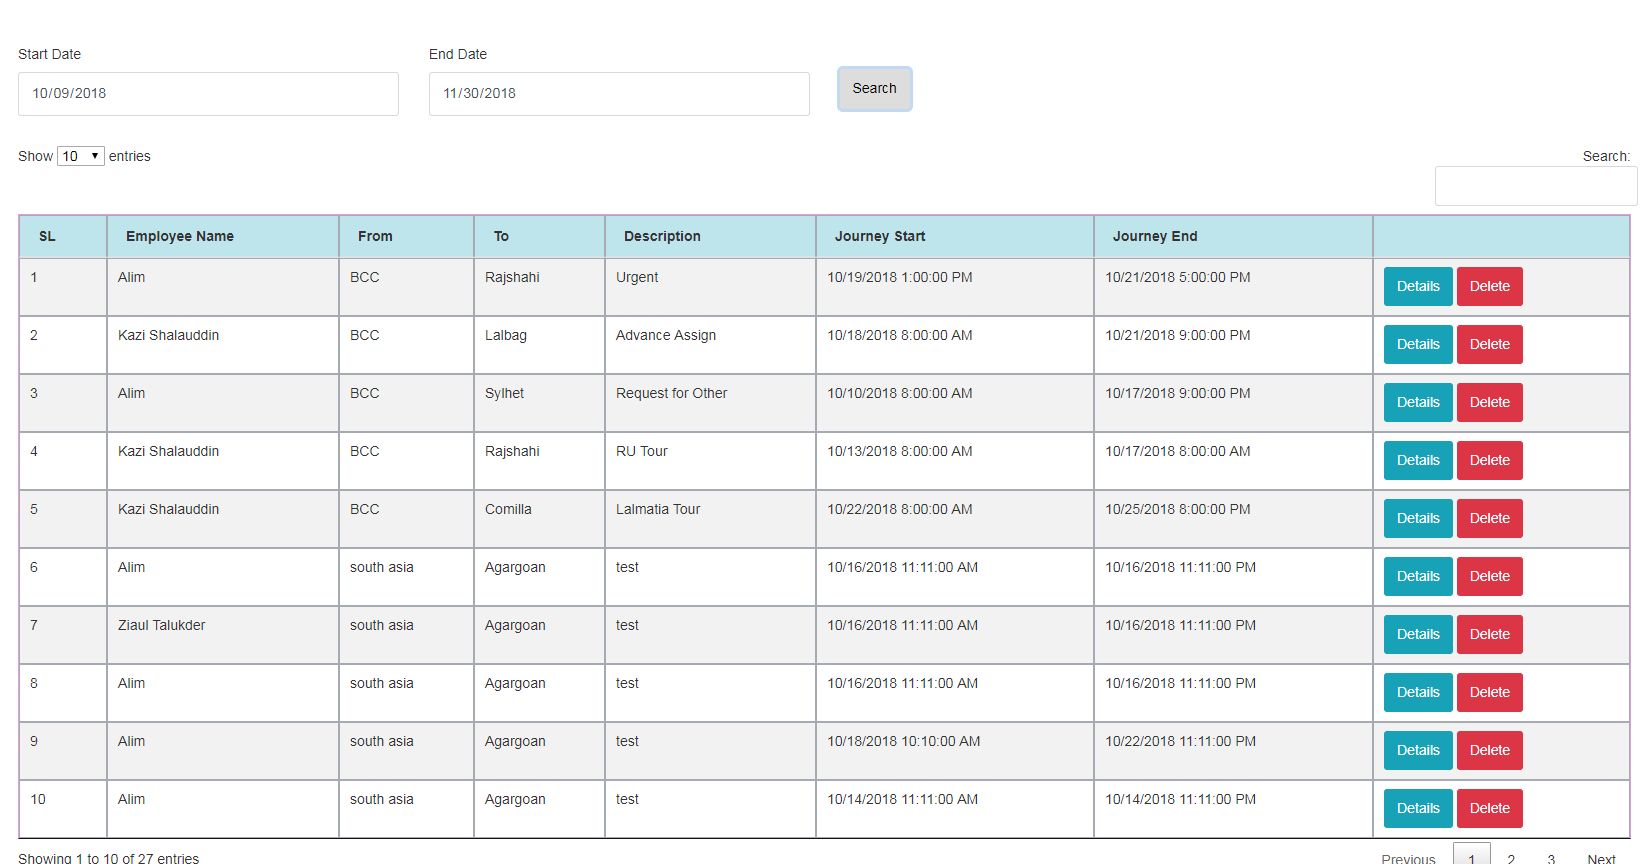 Start Date End Date
10/09/2018 11/30/2018 Search
Show 10 entries Search:
SL Employee Name From To Description Journey Start Journey End
1 Alim BCC Rajshahi Urgent 10/19/2018 1:00:00 PM 10/21/2018 5:00:00 PM Details Delete
2 Kazi Shalauddin BCC Lalbag Advance Assign 10/18/2018 8:00:00 AM 10/21/2018 9:00:00 PM Details Delete
3 Alim BCC Sylhet Request for Other 10/10/2018 8:00:00 AM 10/17/2018 9:00:00 PM Details Delete
4 Kazi Shalauddin BCC Rajshahi RU Tour 10/13/2018 8:00:00 AM 10/17/2018 8:00:00 AM Details Delete
5 Kazi Shalauddin BCC Comilla Lalmatia Tour 10/22/2018 8:00:00 AM 10/25/2018 8:00:00 PM Details Delete
6 Alim south asia Agargoan test 10/16/2018 11:11:00 AM 10/16/2018 11:11:00 PM Details Delete
7 Ziaul Talukder south asia Agargoan test 10/16/2018 11:11:00 AM 10/16/2018 11:11:00 PM Details Delete
8 Alim south asia Agargoan test 10/16/2018 11:11:00 AM 10/16/2018 11:11:00 PM Details Delete
9 Alim south asia Agargoan test 10/18/2018 10:10:00 AM 10/22/2018 11:11:00 PM Details Delete
10 Alim south asia Agargoan test 10/14/2018 11:11:00 AM 10/14/2018 11:11:00 PM Details Delete
Showing 1 to 10 of 27 entries Previous 1 2 3 Next